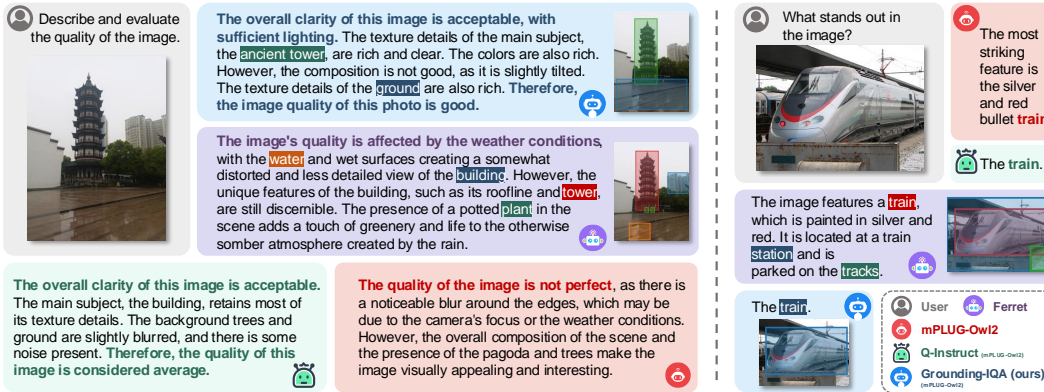 Describe and evaluate
the quality of the image.
The overall clarity of this image is acceptable, with
sufficient lighting. The texture details of the main subject,
the ancient tower, are rich and clear. The colors are also rich.
However, the composition is not good, as it is slightly tilted.
The texture details of the ground are also rich. Therefore,
the image quality of this photo is good.
The image's quality is affected by the weather conditions,
with the water and wet surfaces creating a somewhat
distorted and less detailed view of the building. However, the
unique features of the building, such as its roofline and tower,
are still discernible. The presence of a potted plant in the
scene adds a touch of greenery and life to the otherwise
somber atmosphere created by the rain.
The overall clarity of this image is acceptable.
The main subject, the building, retains most of
its texture details. The background trees and
ground are slightly blurred, and there is some
noise present. Therefore, the quality of this
image is considered average.
The quality of the image is not perfect, as there is
a noticeable blur around the edges, which may be
due to the camera's focus or the weather conditions.
However, the overall composition of the scene and
the presence of the pagoda and trees make the
image visually appealing and interesting.
What stands out in
the image?
The most
striking
feature is
the silver
and red
bullet train
The train.
The image features a train,
which is painted in silver and
red. It is located at a train
station and is
parked on the tracks.
The train.
User
Ferret
mPLUG-Owl2
Q-Instruct (mPLUG-Owl2)
Grounding-IQA (ours)
(mPLUG-Owl2)